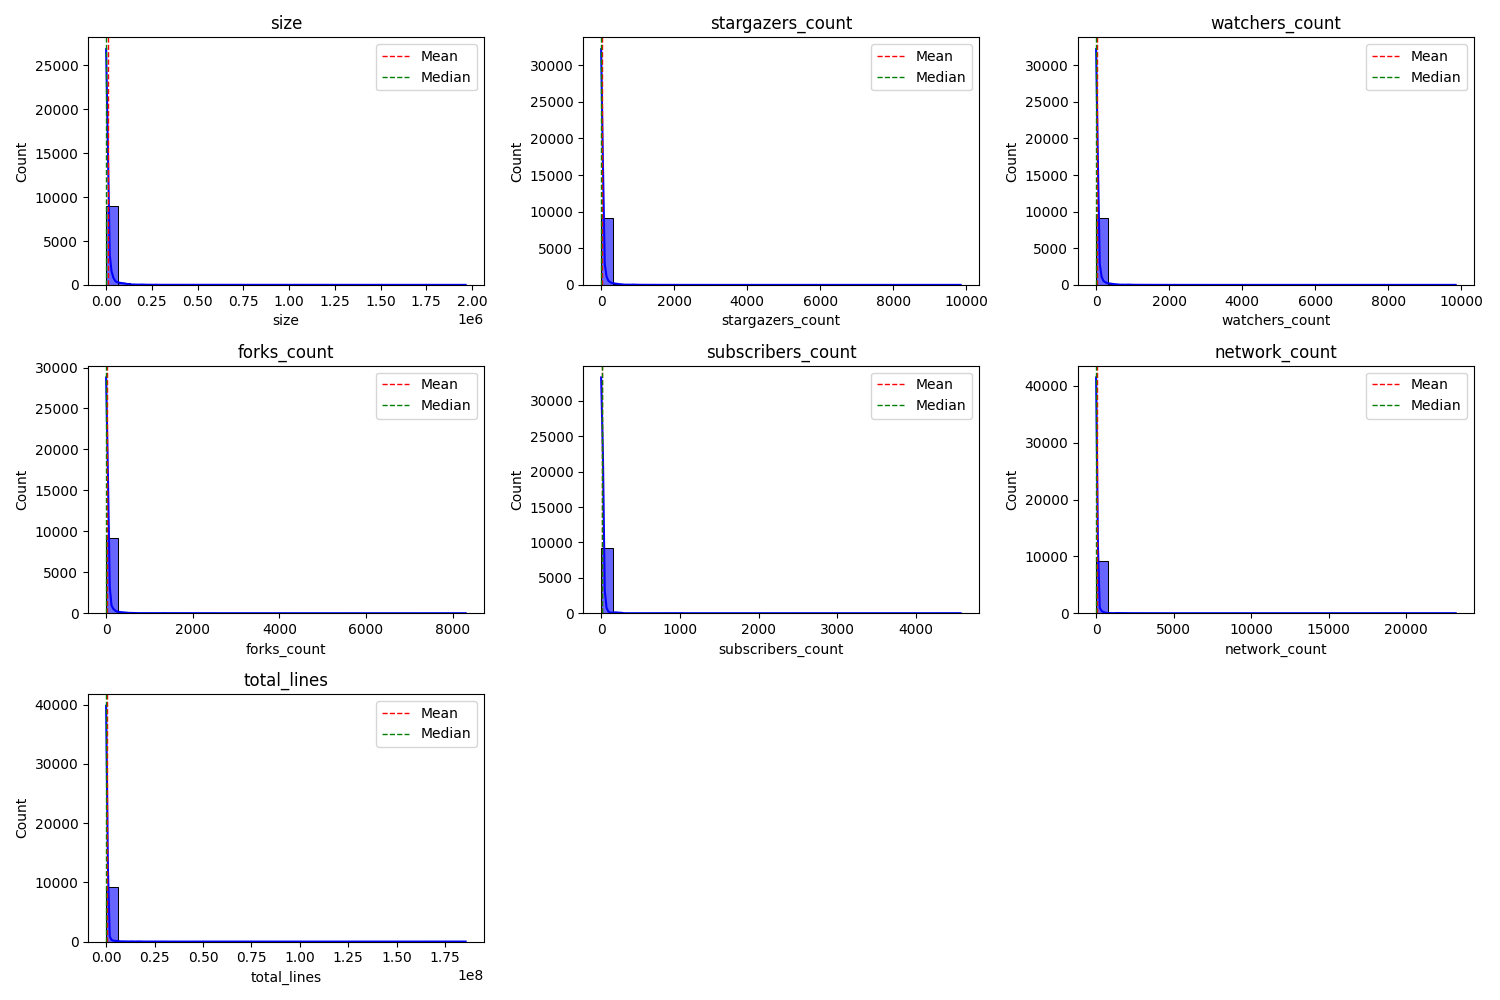 size
Mean
Median
25000
20000
15000
10000
5000
0
Count
0.00 0.25 0.50 0.75 1.00 1.25 1.50 1.75 2.00
1e6
size
stargazers_count
Mean
Median
30000
25000
20000
15000
10000
5000
0
Count
0 2000 4000 6000 8000 10000
stargazers_count
watchers_count
Mean
Median
30000
25000
20000
15000
10000
5000
0
Count
0 2000 4000 6000 8000 10000
watchers_count
forks_count
Mean
Median
30000
25000
20000
15000
10000
5000
0
Count
0 2000 4000 6000 8000
forks_count
subscribers_count
Mean
Median
30000
25000
20000
15000
10000
5000
0
Count
0 1000 2000 3000 4000
subscribers_count
network_count
Mean
Median
40000
30000
20000
10000
0
Count
0 5000 10000 15000 20000
network_count
total_lines
Mean
Median
40000
30000
20000
10000
0
Count
0.00 0.25 0.50 0.75 1.00 1.25 1.50 1.75
1e8
total_lines